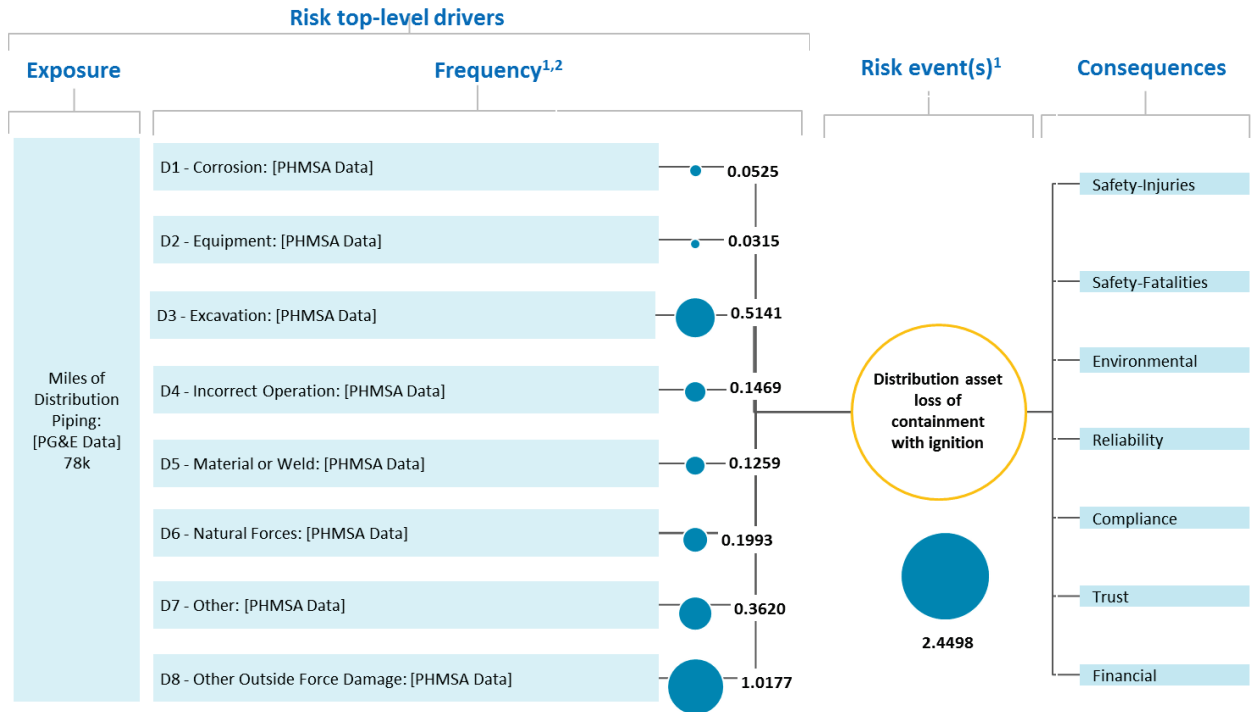 Risk top-level drivers
Exposure
Frequency1,2
Risk event(s)1
Consequences
D1 - Corrosion: [PHMSA Data]
0.0525
D2 - Equipment: [PHMSA Data]
0.0315
D3 - Excavation: [PHMSA Data]
0.5141
D4 - Incorrect Operation: [PHMSA Data]
0.1469
D5 - Material or Weld: [PHMSA Data]
0.1259
D6 - Natural Forces: [PHMSA Data]
0.1993
D7 - Other: [PHMSA Data]
0.3620
D8 - Other Outside Force Damage: [PHMSA Data]
1.0177
Miles of
Distribution
Piping:
[PG&E Data]
78k
Distribution asset
loss of
containment
with ignition
2.4498
Safety-Injuries
Safety-Fatalities
Environmental
Reliability
Compliance
Trust
Financial